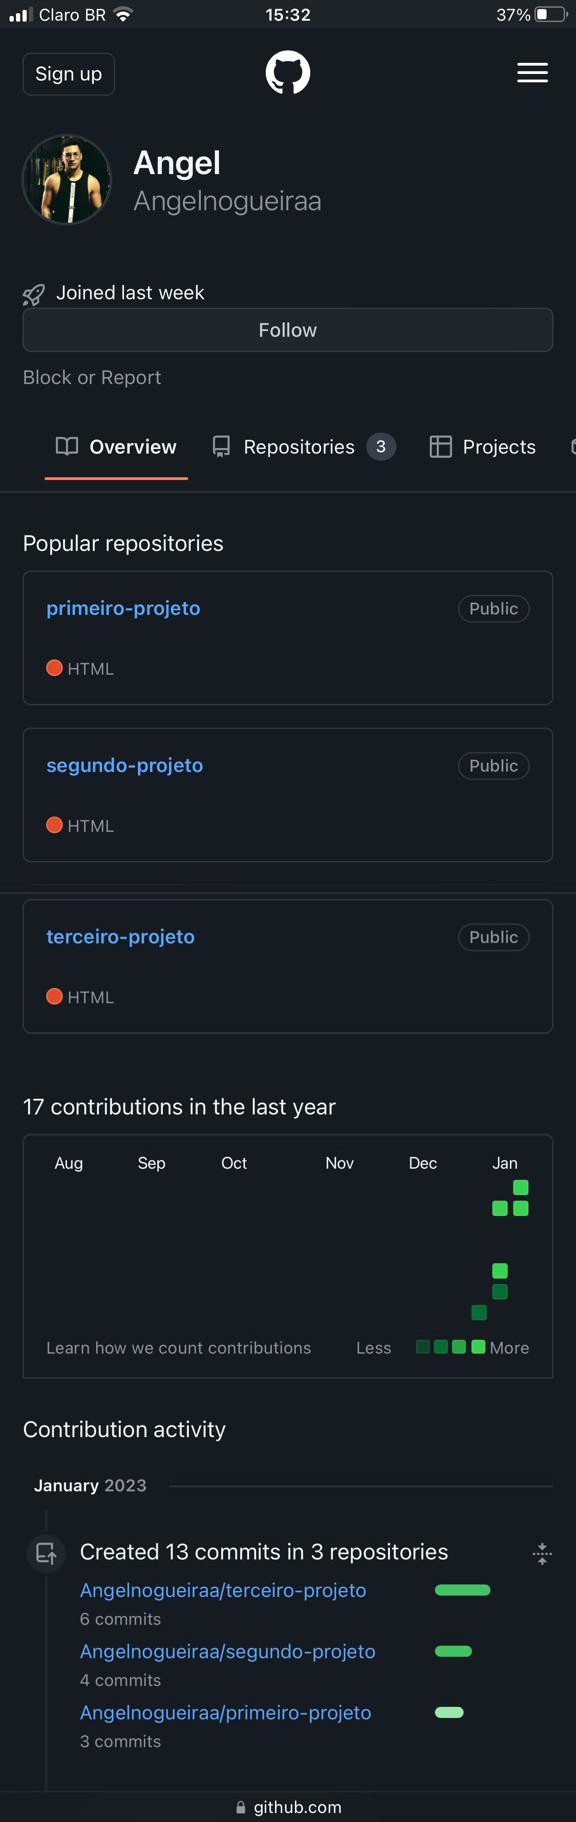 Claro BR 15:32 37%
Sign up
Angel
Angelnogueiraa
Joined last week
Follow
Block or Report
Overview Repositories 3 Projects
Popular repositories
primeiro-projeto Public
HTML
segundo-projeto Public
HTML
terceiro-projeto Public
HTML
17 contributions in the last year
Aug Sep Oct Nov Dec Jan
Learn how we count contributions Less More
Contribution activity
January 2023
Created 13 commits in 3 repositories
Angelnogueiraa/terceiro-projeto
6 commits
Angelnogueiraa/segundo-projeto
4 commits
Angelnogueiraa/primeiro-projeto
3 commits
github.com